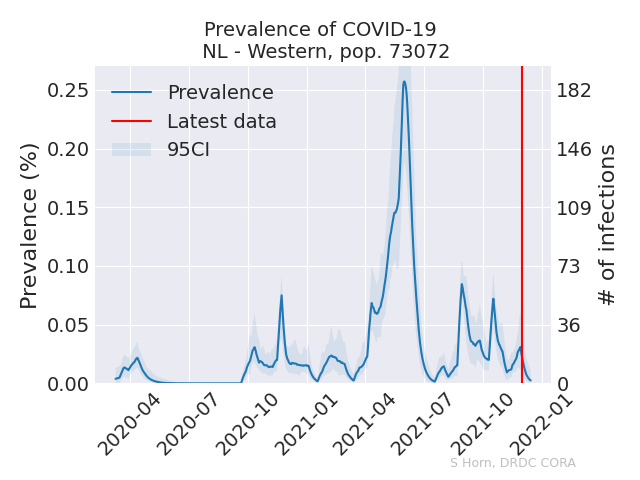 Prevalence of COVID-19
NL - Western, pop. 73072
Prevalence
Latest data
95CI
Prevalence (%)
0.25
0.20
0.15
0.10
0.05
0.00
182
146
109
73
36
0
# of infections
2020-04
2020-07
2020-10
2021-01
2021-04
2021-07
2021-10
2022-01
S Horn, DRDC CORA